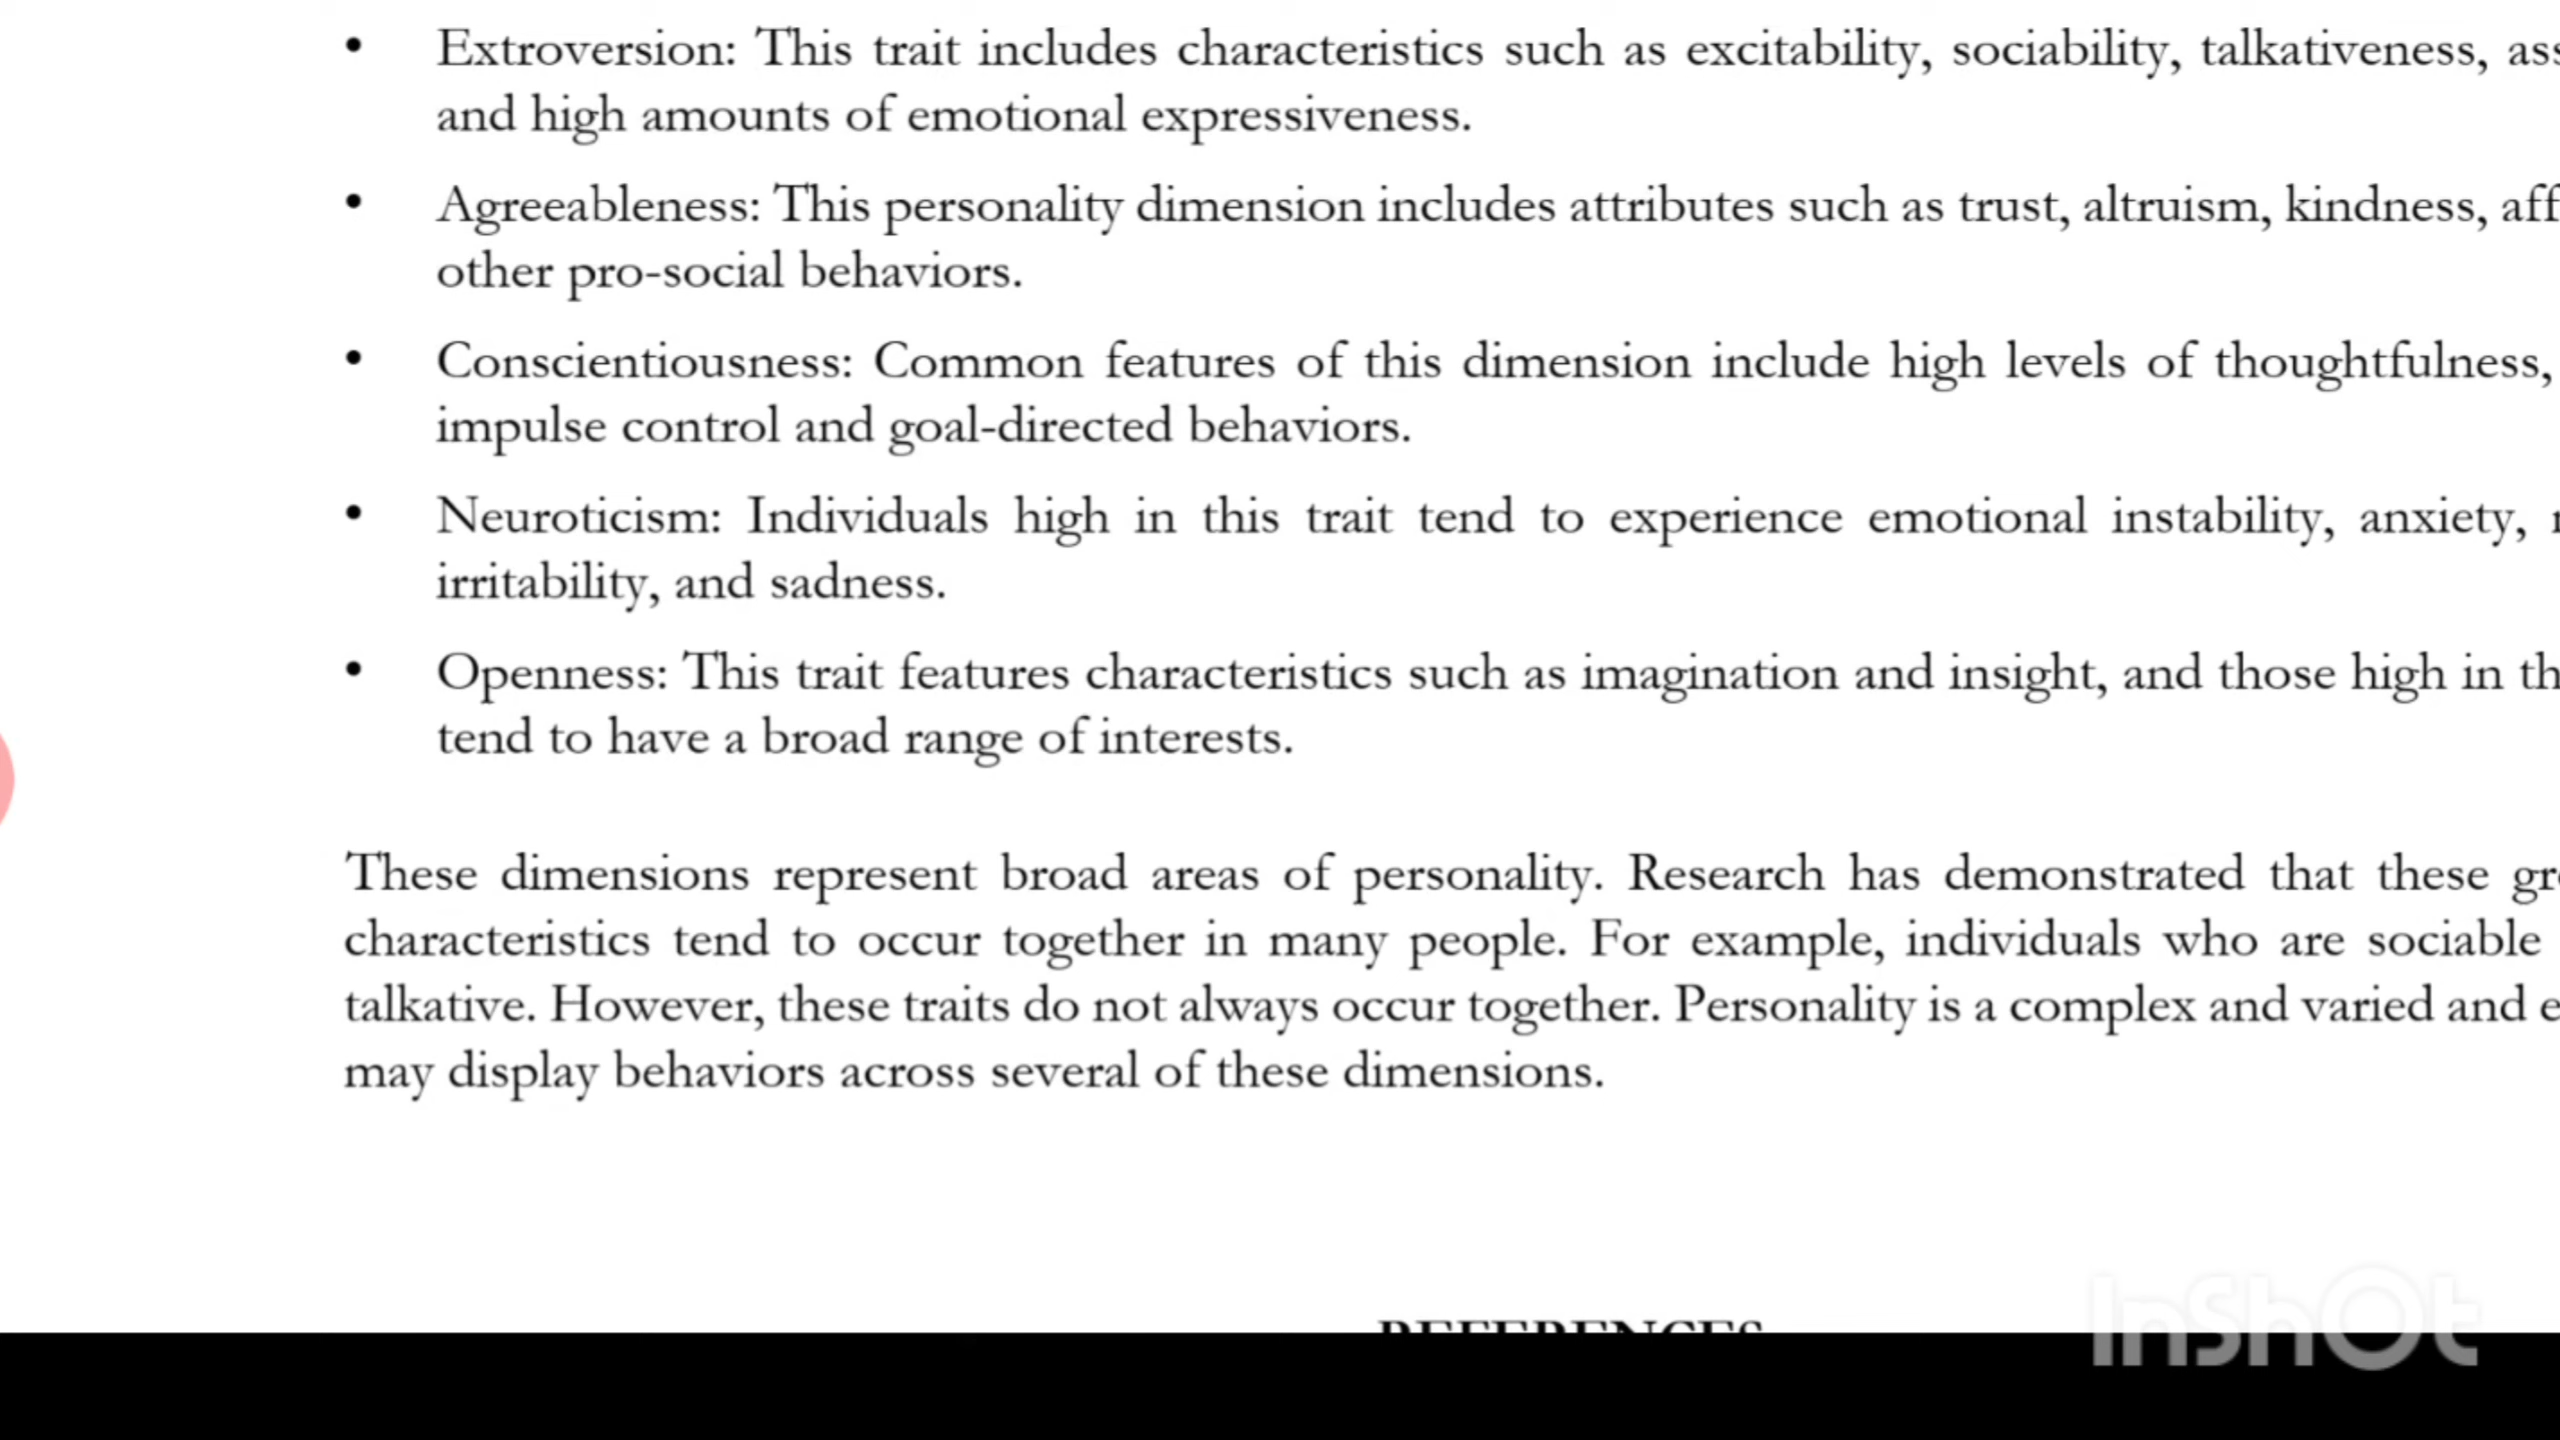 • Extroversion: This trait includes characteristics such as excitability, sociability, talkativeness,
and high amounts of emotional expressiveness.
• Agreeableness: This personality dimension includes attributes such as trust, altruism, kindness,
other pro-social behaviors.
• Conscientiousness: Common features of this dimension include high levels of thoughtfulness,
impulse control and goal-directed behaviors.
• Neuroticism: Individuals high in this trait tend to experience emotional instability, anxiety,
irritability, and sadness.
• Openness: This trait features characteristics such as imagination and insight, and those high in
tend to have a broad range of interests.
These dimensions represent broad areas of personality. Research has demonstrated that these
characteristics tend to occur together in many people. For example, individuals who are sociable
talkative. However, these traits do not always occur together. Personality is a complex and varied and
may display behaviors across several of these dimensions.
REFERENCES
InShOt